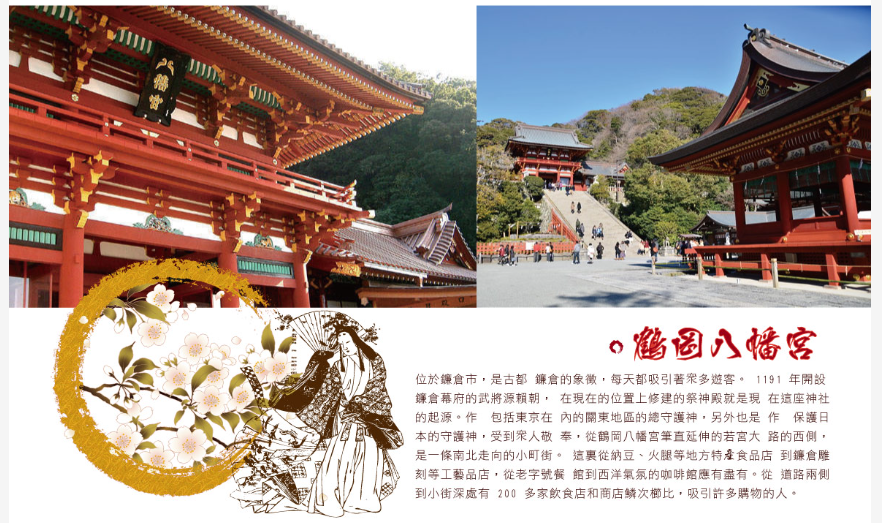 八幡宮
鶴岡八幡宮
位於鎌倉市，是古都 鎌倉的象徵，每天都吸引著眾多遊客。 1191 年開設
鎌倉幕府的武將源賴朝， 在現在的位置上修建的祭神殿就是現 在這座神社
的起源。作 包括東京在 內的關東地區的總守護神，另外也是 作 保護日
本的守護神，受到眾人敬 奉，從鶴岡八幡宮筆直延伸的若宮大 路的西側，
是一條南北走向的小町街。 這裏從納豆、火腿等地方特產食品店 到鎌倉雕
刻等工藝品店，從老字號餐 館到西洋氣氛的咖啡館應有盡有。從 道路兩側
到小街深處有 200 多家飲食店和商店鱗次櫛比，吸引許多購物的人。